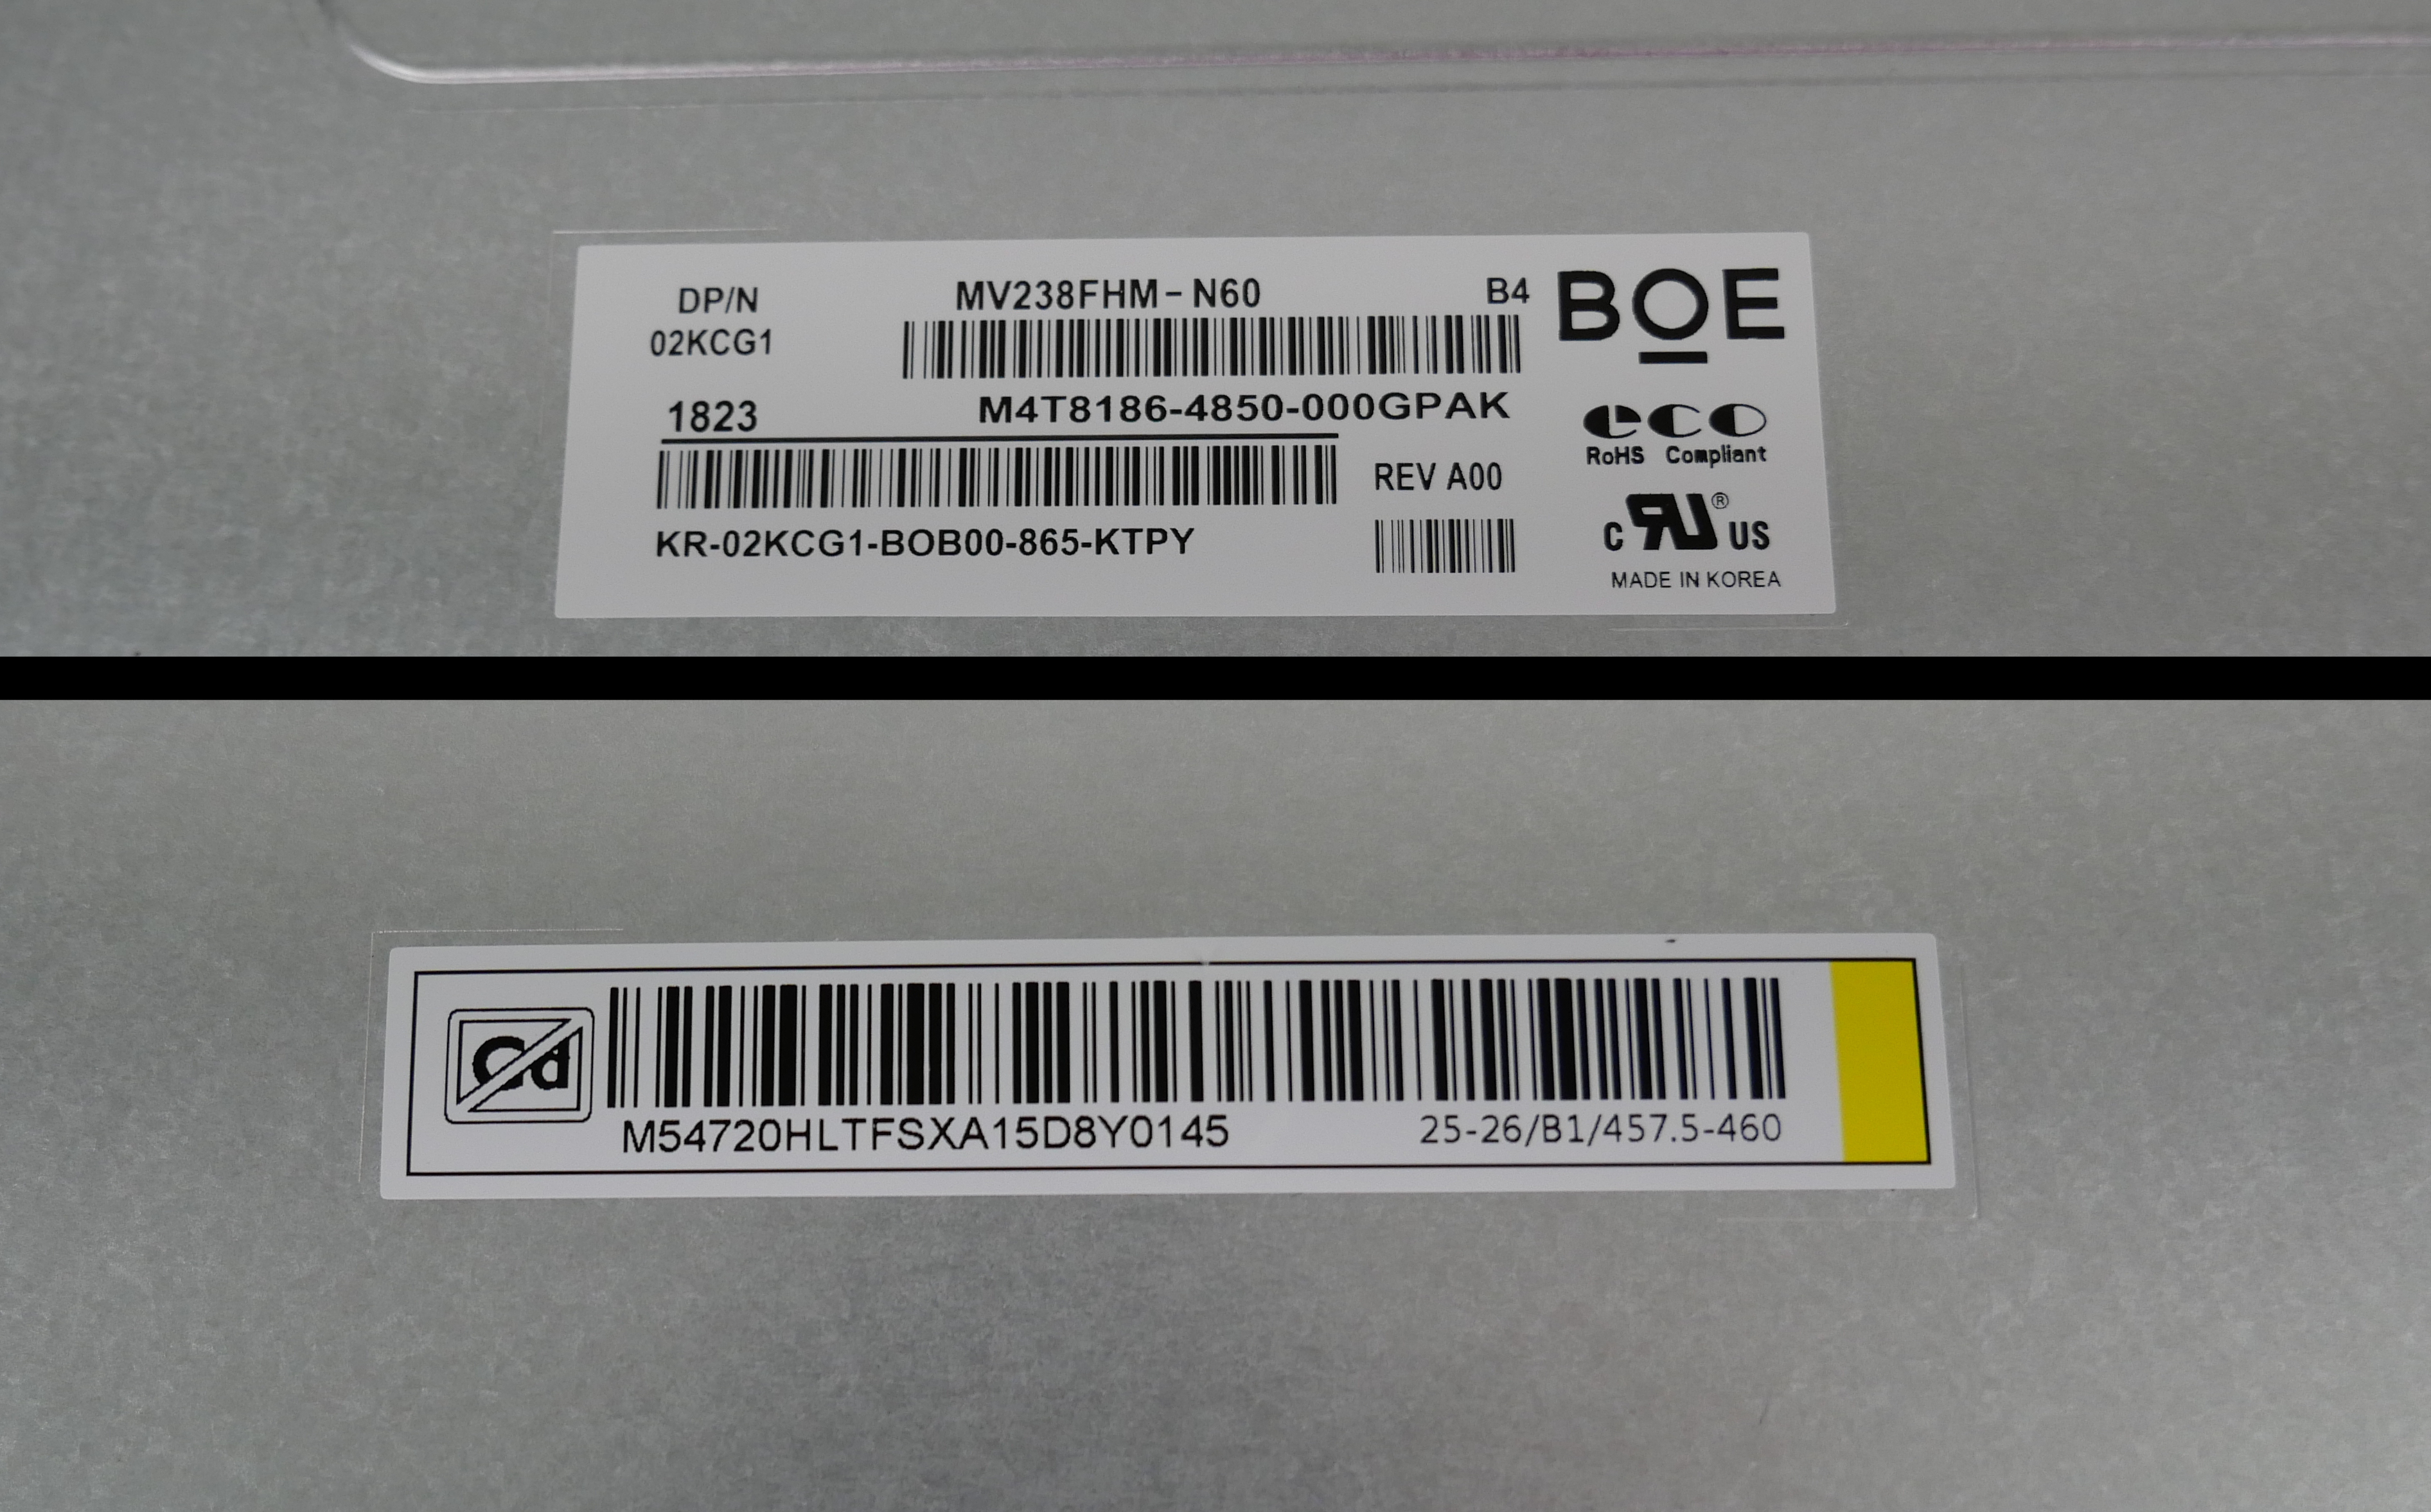 DP/N
02KCG1
MV238FHM-N60
B4
BOE
1823
M4T8186-4850-000GPAK
eco
RoHS Compliant
REV A00
KR-02KCG1-BOB00-865-KTPY
c RU ® US
MADE IN KOREA
Cd
M54720HLTFSXA15D8Y0145
25-26/B1/457.5-460